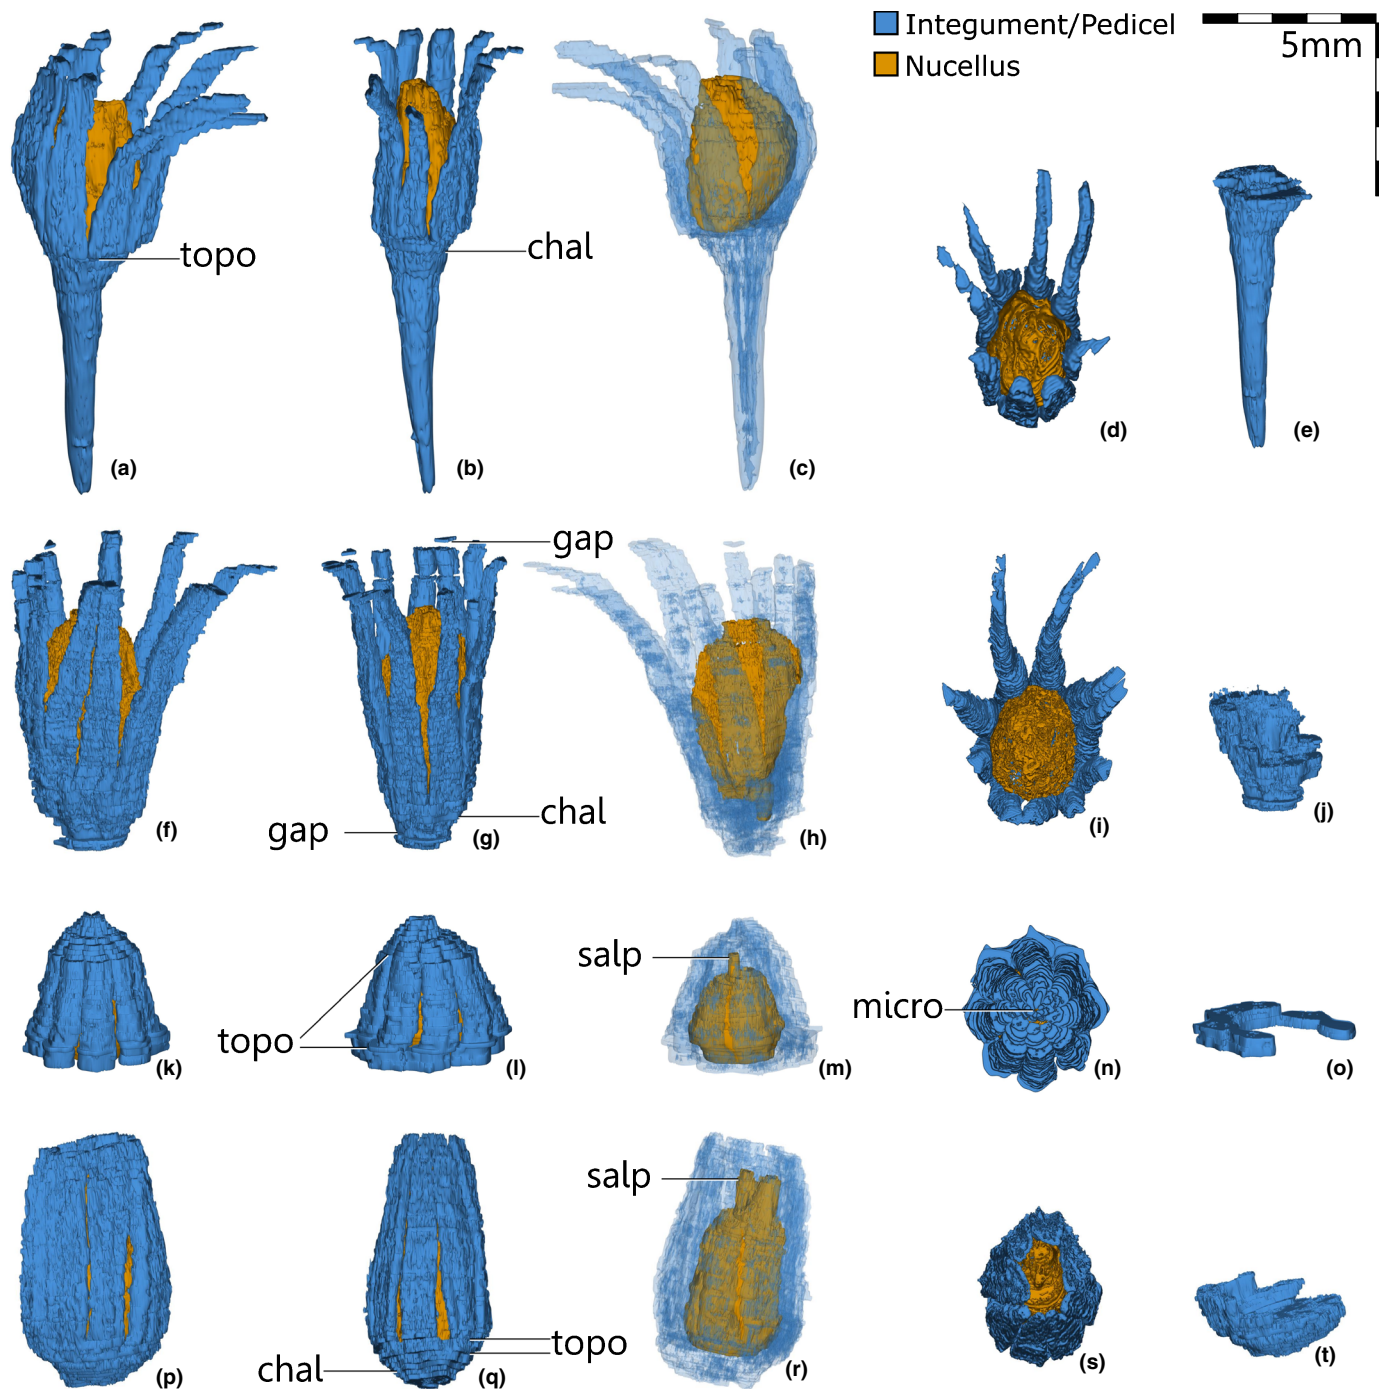 Integument/Pedicel
Nucellus
5mm
topo
chal
(a)
(b)
(c)
(d)
(e)
gap
gap
chal
(f)
(g)
(h)
(i)
(j)
salp
topo
micro
(k)
(l)
(m)
(n)
(o)
salp
topo
chal
(p)
(q)
(r)
(s)
(t)